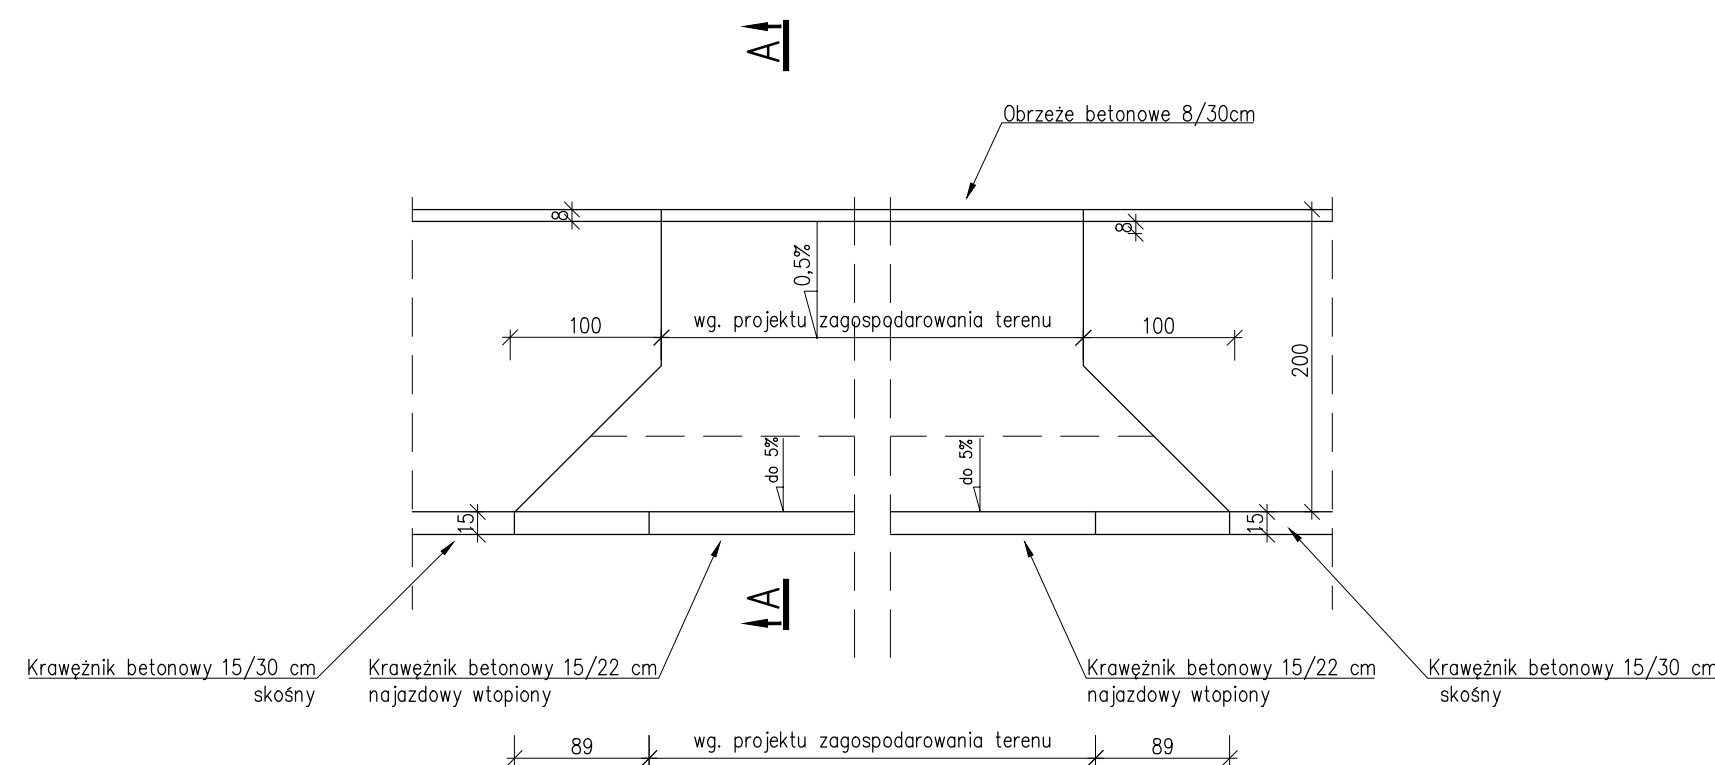 A
Obrzeże betonowe 8/30cm
8
8
0,5%
100
wg. projektu zagospodarowania terenu
100
200
do 5%
do 5%
15
15
A
Krawężnik betonowy 15/30 cm
skośny
Krawężnik betonowy 15/22 cm
najazdowy wtopiony
Krawężnik betonowy 15/22 cm
najazdowy wtopiony
Krawężnik betonowy 15/30 cm
skośny
89
wg. projektu zagospodarowania terenu
89